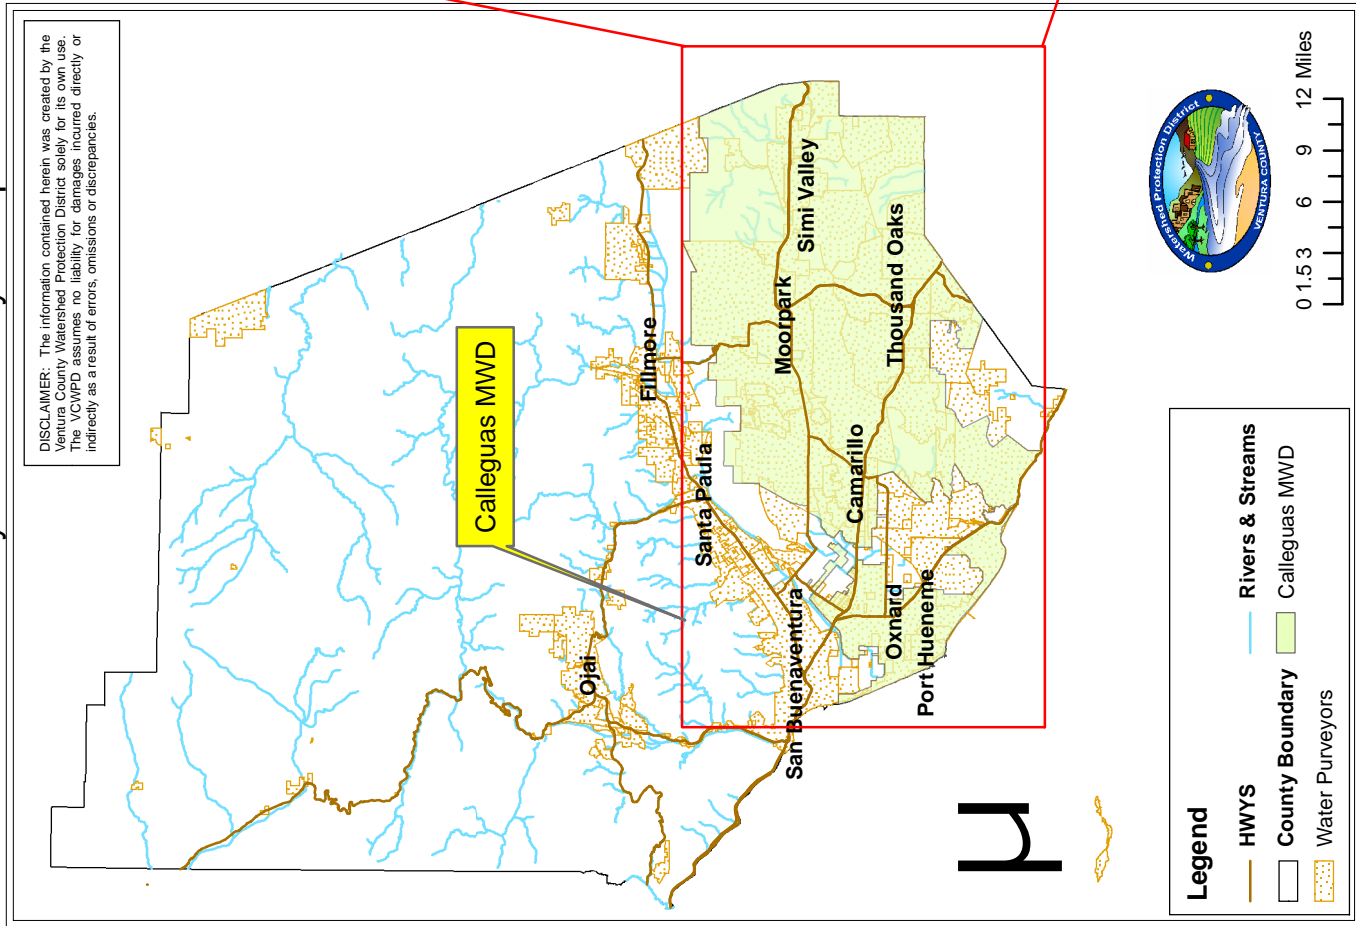 DISCLAIMER: The information contained herein was created by the
Ventura County Watershed Protection District solely for its own use.
The VCWPD assumes no liability for damages incurred directly or
indirectly as a result of errors, omissions or discrepancies.
Calleguas MWD
Fillmore
Santa Paula
Ojai
San Buenaventura
Moorpark
Simi Valley
Thousand Oaks
Camarillo
Oxnard
Port Hueneme
Watershed Protection District
VENTURA COUNTY
0 1.5 3 6 9 12 Miles
µ
Legend
HWYS
County Boundary
Water Purveyors
Rivers & Streams
Calleguas MWD